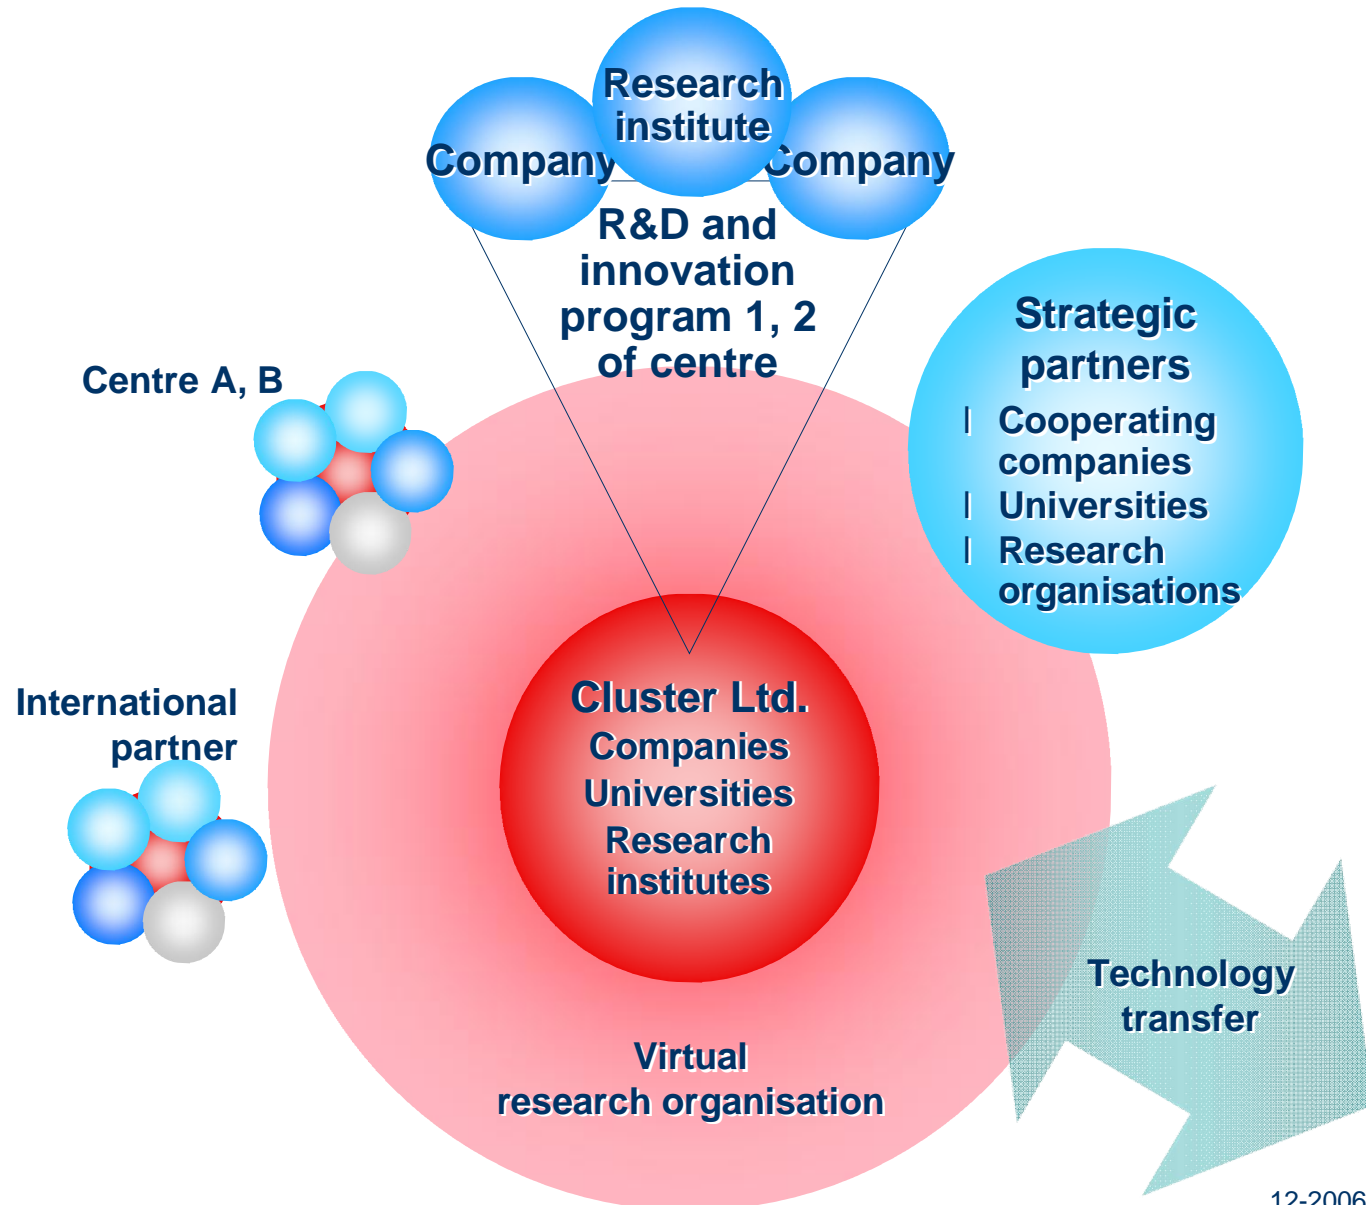 Research
institute
Company
Company
R&D and
innovation
program 1, 2
of centre
Strategic
partners
l Cooperating
companies
l Universities
l Research
organisations
Centre A, B
International
partner
Cluster Ltd.
Companies
Universities
Research
institutes
Technology
transfer
Virtual
research organisation
12-2006